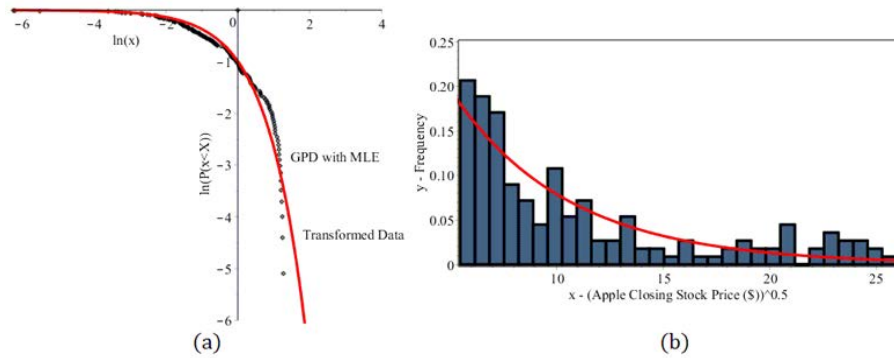 −6
−4
−2
0
2
4
ln(x)
−1
−2
−3
−4
−5
−6
ln(P(x<X))
GPD with MLE
Transformed Data
(a)
0.25
0.20
0.15
0.10
0.05
0
y - Frequency
10
15
20
25
x - (Apple Closing Stock Price ($))^0.5
(b)